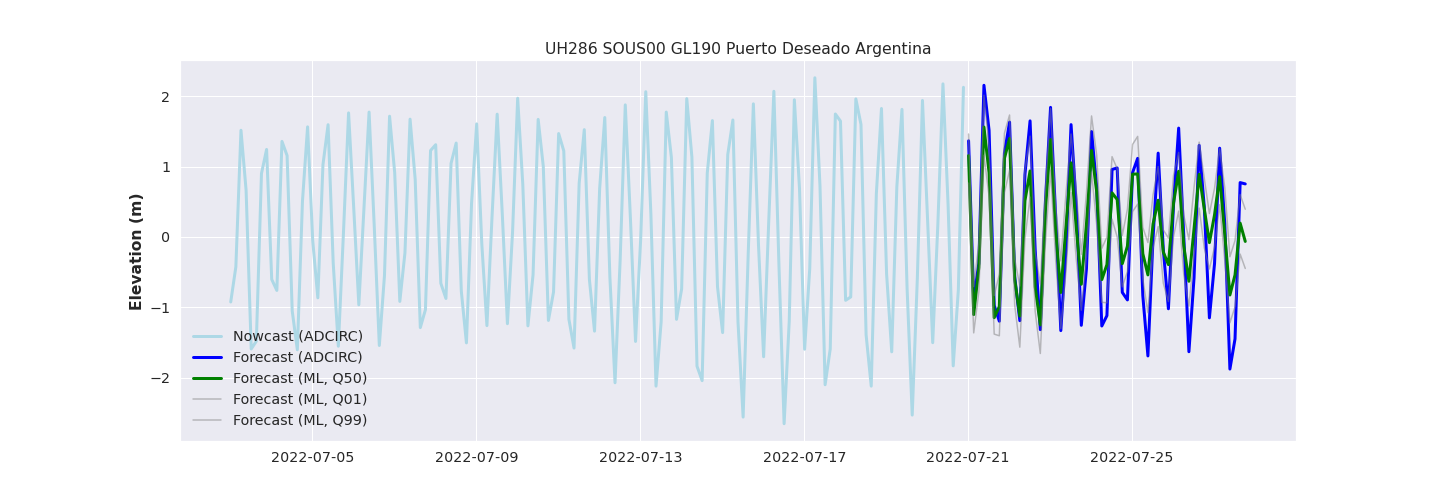 UH286 SOUS00 GL190 Puerto Deseado Argentina
Elevation (m)
2
1
0
−1
−2
Nowcast (ADCIRC)
Forecast (ADCIRC)
Forecast (ML, Q50)
Forecast (ML, Q01)
Forecast (ML, Q99)
2022-07-05 2022-07-09 2022-07-13 2022-07-17 2022-07-21 2022-07-25